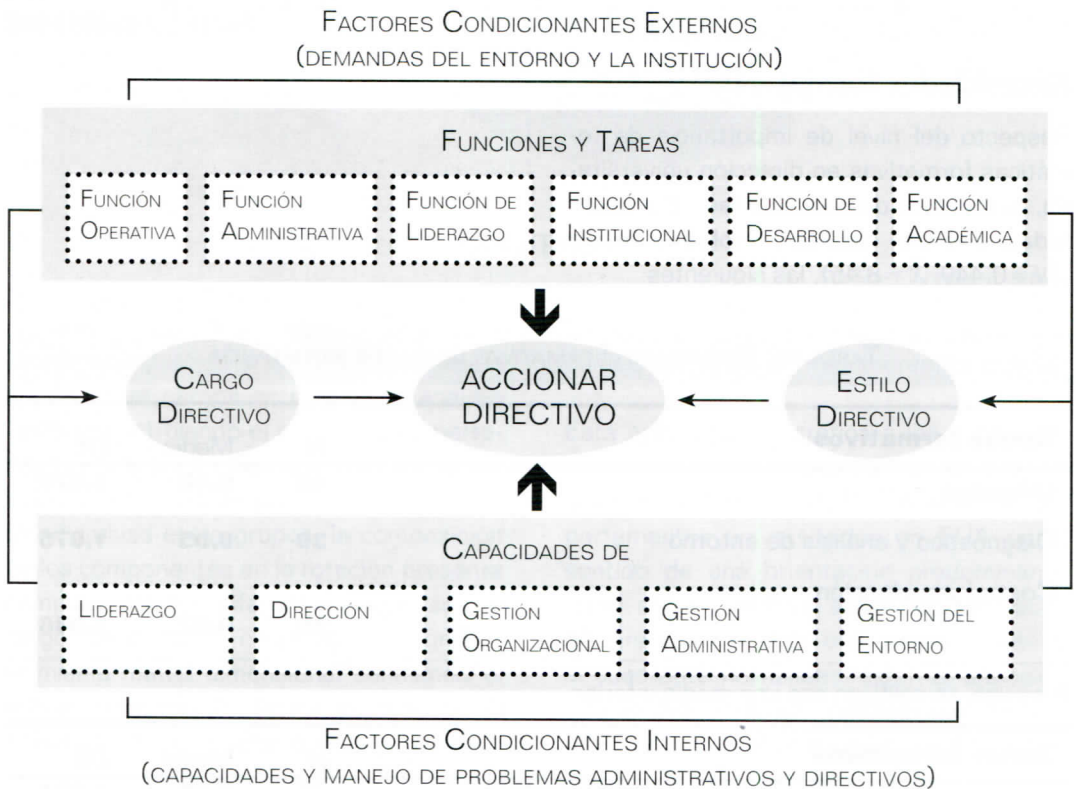 FACTORES CONDICIONANTES EXTERNOS
(DEMANDAS DEL ENTORNO Y LA INSTITUCIÓN)
FUNCIONES Y TAREAS
FUNCIÓN OPERATIVA
FUNCIÓN ADMINISTRATIVA
FUNCIÓN DE LIDERAZGO
FUNCIÓN INSTITUCIONAL
FUNCIÓN DE DESARROLLO
FUNCIÓN ACADÉMICA
CARGO DIRECTIVO
ACCIONAR DIRECTIVO
ESTILO DIRECTIVO
CAPACIDADES DE
LIDERAZGO
DIRECCIÓN
GESTIÓN ORGANIZACIONAL
GESTIÓN ADMINISTRATIVA
GESTIÓN DEL ENTORNO
FACTORES CONDICIONANTES INTERNOS
(CAPACIDADES Y MANEJO DE PROBLEMAS ADMINISTRATIVOS Y DIRECTIVOS)